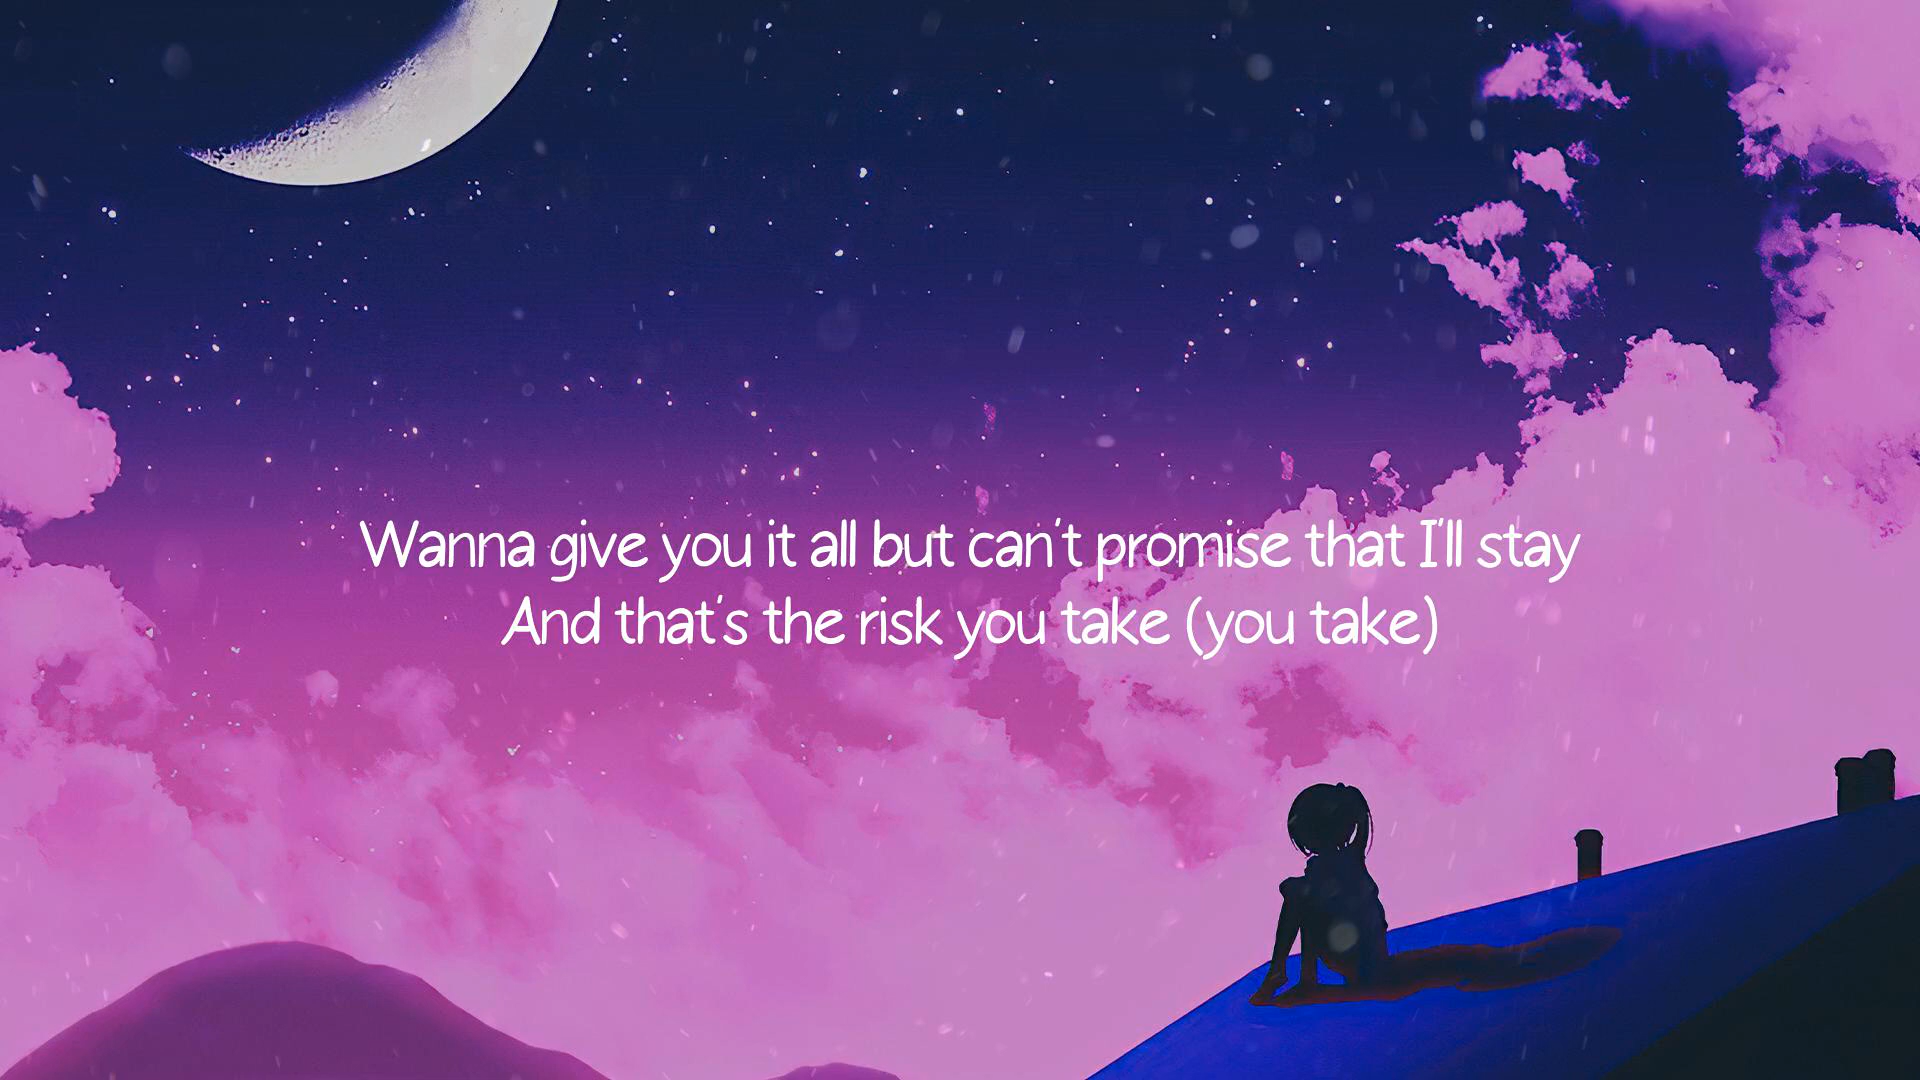 Wanna give you it all but can't promise that I'll stay
And that's the risk you take (you take)